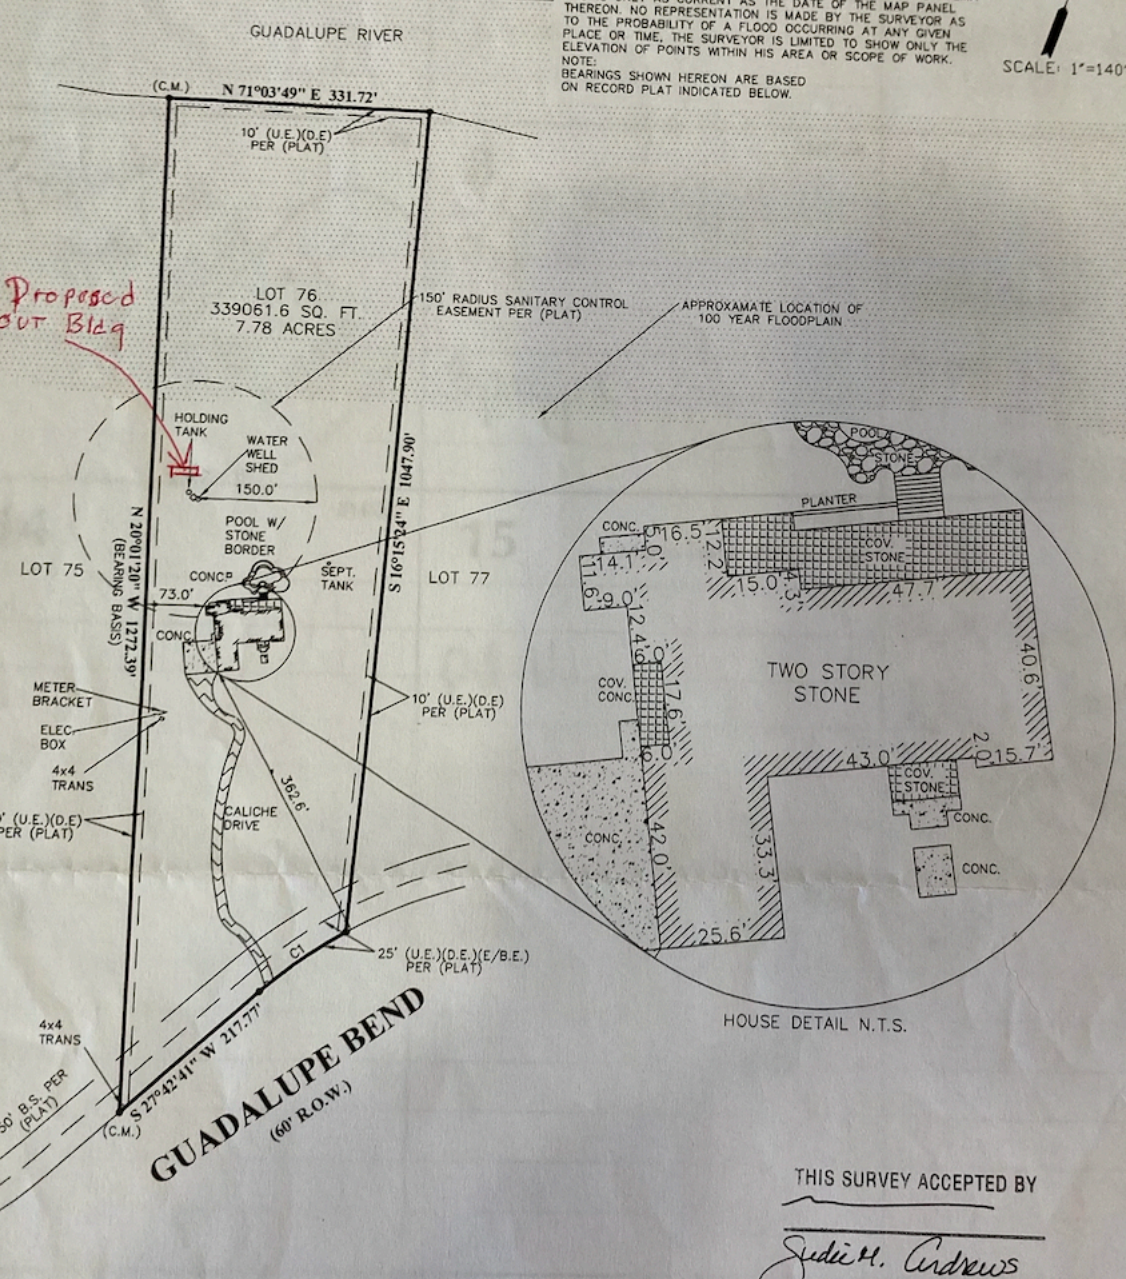 THEREON. NO REPRESENTATION IS MADE BY THE SURVEYOR AS
TO THE PROBABILITY OF A FLOOD OCCURRING AT ANY GIVEN
PLACE OR TIME, THE SURVEYOR IS LIMITED TO SHOW ONLY THE
ELEVATION OF POINTS WITHIN HIS AREA OR SCOPE OF WORK.
NOTE:
BEARINGS SHOWN HEREON ARE BASED
ON RECORD PLAT INDICATED BELOW.
SCALE: 1"=140'
GUADALUPE RIVER
(C.M.)
N 71°03'49" E 331.72'
10' (U.E.)(D.E)
PER (PLAT)
Proposed
out Bldg
LOT 76
339061.6 SQ. FT.
7.78 ACRES
150' RADIUS SANITARY CONTROL
EASEMENT PER (PLAT)
APPROXAMATE LOCATION OF
100 YEAR FLOODPLAIN
HOLDING
TANK
WATER
WELL
SHED
150.0'
POOL W/
STONE
BORDER
CONC
SEPT.
TANK
LOT 75
LOT 77
73.0'
CONC.
N 20°01'20" W 1272.39'
(BEARING BASIS)
S 16°15'24" E 1047.90'
METER
BRACKET
ELEC.
BOX
4x4
TRANS
10' (U.E.)(D.E)
PER (PLAT)
' (U.E.)(D.E)
PER (PLAT)
362.6'
CALICHE
DRIVE
C1
25' (U.E.)(D.E.)(E/B.E.)
PER (PLAT)
4x4
TRANS
50' B.S. PER
(PLAT)
(C.M.)
S 27°42'41" W 217.77'
GUADALUPE BEND
(60' R.O.W.)
POOL
STONE
PLANTER
CONC.
5.0'
16.5'
12.2'
COV.
STONE
14.1'
11.6'
9.0'
15.0'
4.3'
47.7'
12.4'
6.0'
COV.
CONC.
17.6'
6.0'
TWO STORY
STONE
40.6'
43.0'
2.0'
15.7'
COV.
STONE
CONC.
CONC.
CONC.
42.0'
33.3'
25.6'
HOUSE DETAIL N.T.S.
THIS SURVEY ACCEPTED BY
Judie M. Andrews